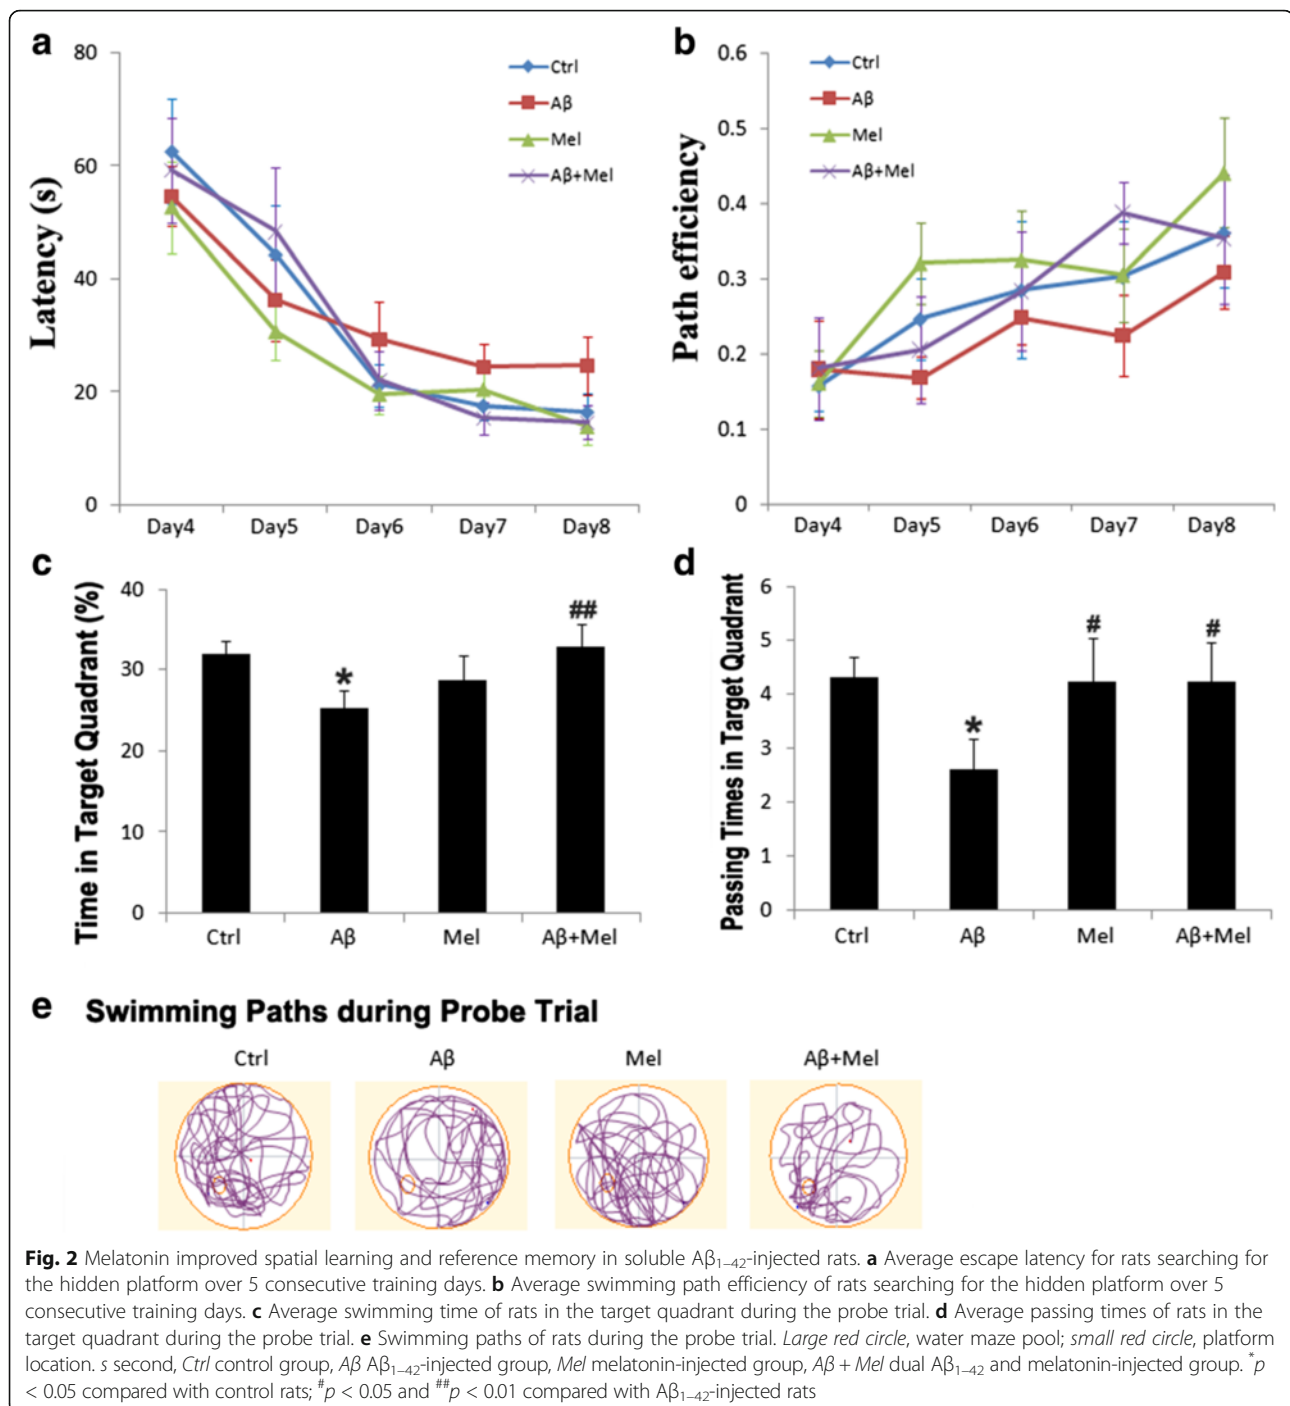 a
80
60
40
20
0
Latency (s)
Ctrl
Aβ
Mel
Aβ+Mel
Day4 Day5 Day6 Day7 Day8
b
0.6
0.5
0.4
0.3
0.2
0.1
0
Path efficiency
Ctrl
Aβ
Mel
Aβ+Mel
Day4 Day5 Day6 Day7 Day8
c
40
30
20
10
0
Time in Target Quadrant (%)
*
##
Ctrl Aβ Mel Aβ+Mel
d
6
5
4
3
2
1
0
Passing Times in Target Quadrant
*
#
#
Ctrl Aβ Mel Aβ+Mel
e Swimming Paths during Probe Trial
Ctrl Aβ Mel Aβ+Mel
Fig. 2 Melatonin improved spatial learning and reference memory in soluble Aβ₁₋₄₂-injected rats. a Average escape latency for rats searching for
the hidden platform over 5 consecutive training days. b Average swimming path efficiency of rats searching for the hidden platform over 5
consecutive training days. c Average swimming time of rats in the target quadrant during the probe trial. d Average passing times of rats in the
target quadrant during the probe trial. e Swimming paths of rats during the probe trial. Large red circle, water maze pool; small red circle, platform
location. s second, Ctrl control group, Aβ Aβ₁₋₄₂-injected group, Mel melatonin-injected group, Aβ + Mel dual Aβ₁₋₄₂ and melatonin-injected group. *p
< 0.05 compared with control rats; #p < 0.05 and ##p < 0.01 compared with Aβ₁₋₄₂-injected rats